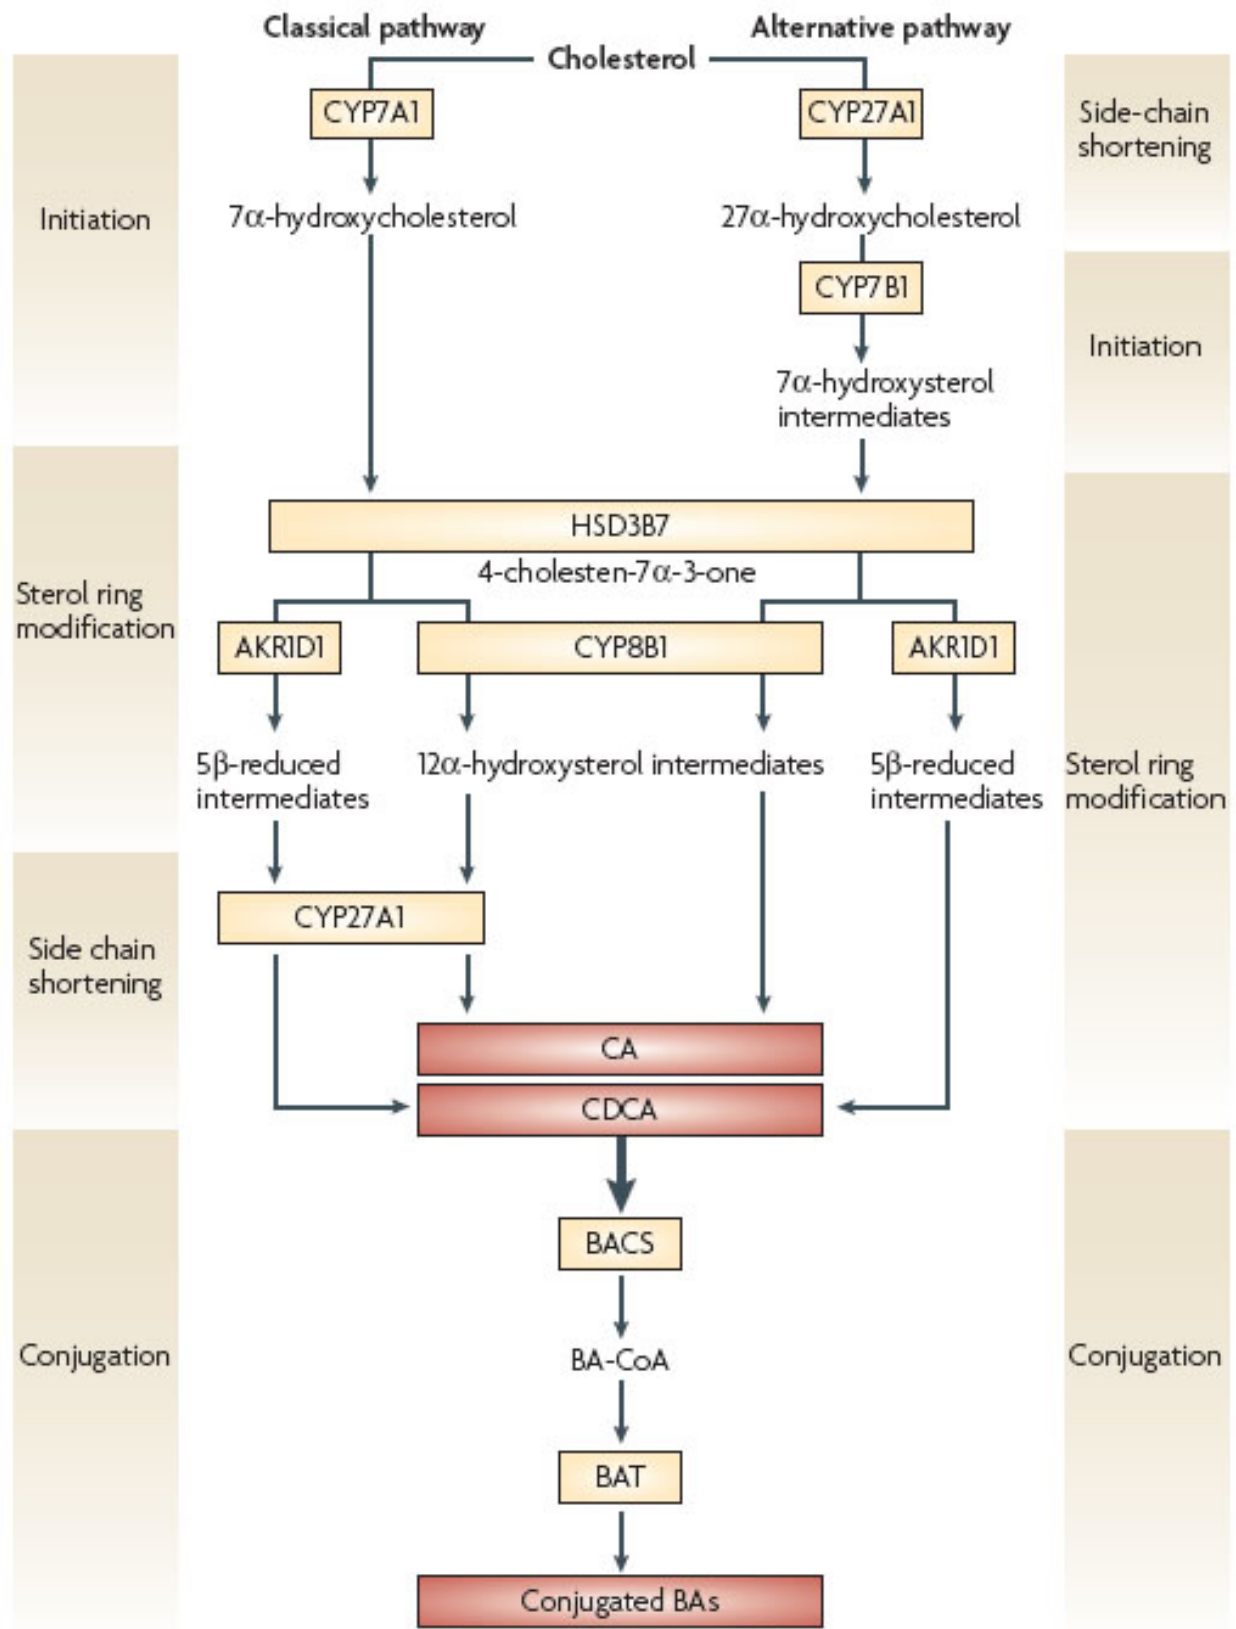 Classical pathway
Alternative pathway
Cholesterol
CYP7A1
CYP27A1
Side-chain
shortening
Initiation
7α-hydroxycholesterol
27α-hydroxycholesterol
CYP7B1
Initiation
7α-hydroxysterol
intermediates
HSD3B7
4-cholesten-7α-3-one
Sterol ring
modification
AKR1D1
CYP8B1
AKR1D1
5β-reduced
intermediates
12α-hydroxysterol intermediates
5β-reduced
intermediates
Sterol ring
modification
CYP27A1
Side chain
shortening
CA
CDCA
BACS
Conjugation
BA-CoA
Conjugation
BAT
Conjugated BAs